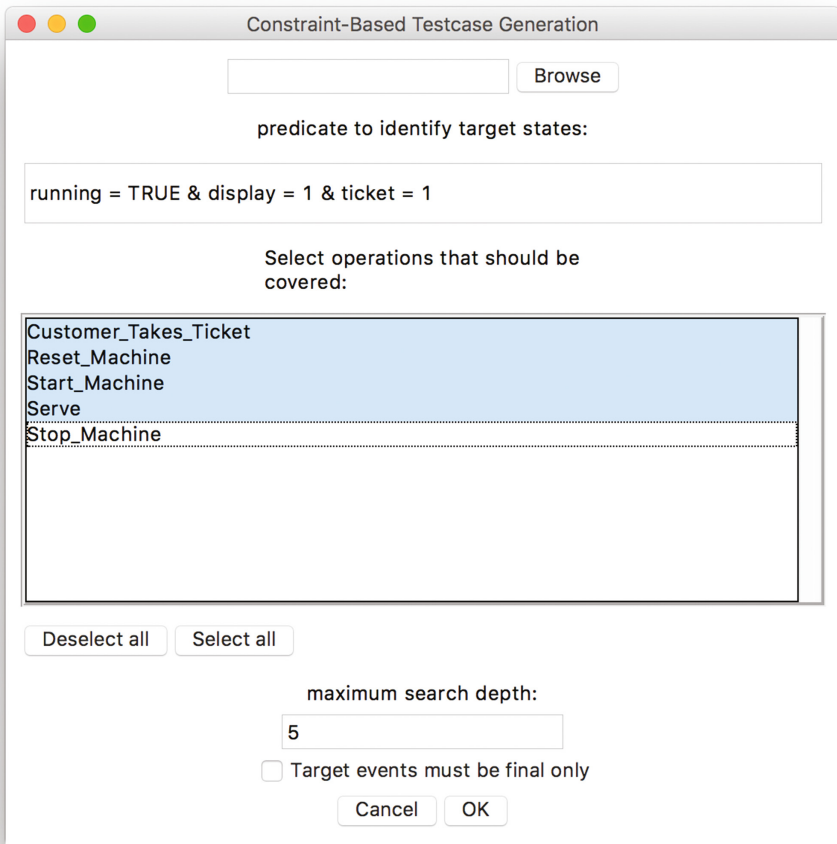 Constraint-Based Testcase Generation
Browse
predicate to identify target states:
running = TRUE & display = 1 & ticket = 1
Select operations that should be
covered:
Customer_Takes_Ticket
Reset_Machine
Start_Machine
Serve
Stop_Machine
Deselect all Select all
maximum search depth:
5
Target events must be final only
Cancel OK